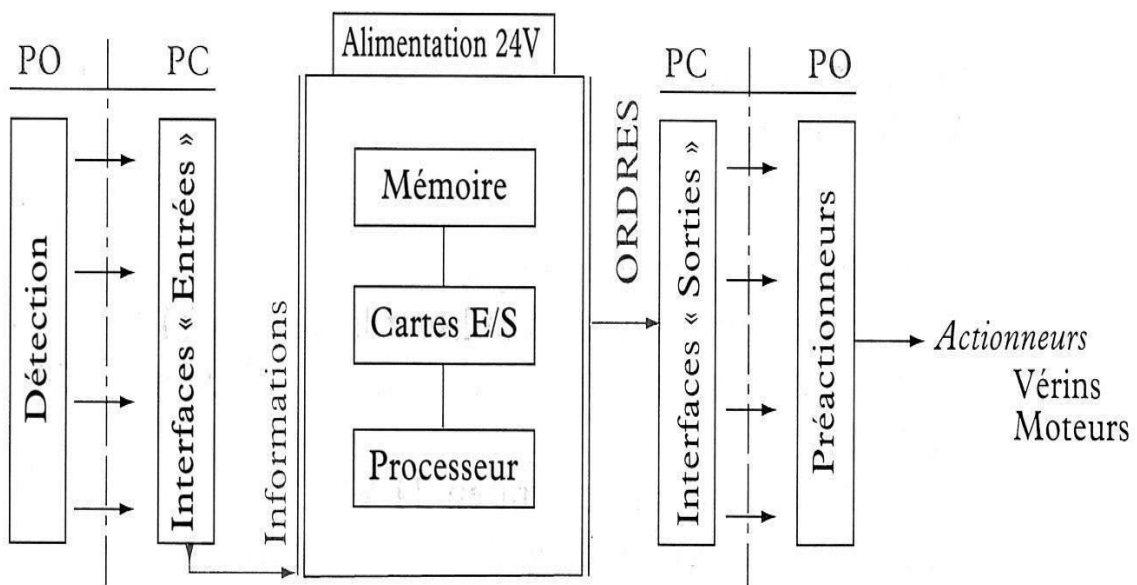 PO
PC
Détection
Interfaces « Entrées »
Informations
Alimentation 24V
Mémoire
Cartes E/S
Processeur
ORDRES
PC
PO
Interfaces « Sorties »
Préactionneurs
Actionneurs
Vérins
Moteurs